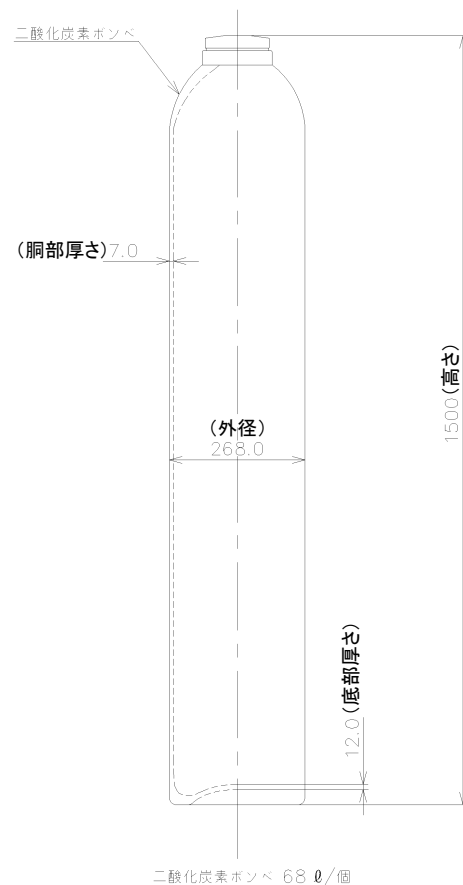 二酸化炭素ボンベ
(胴部厚さ)7.0
(外径)
268.0
1500(高さ)
12.0(底部厚さ)
二酸化炭素ボンベ 68 ℓ/個